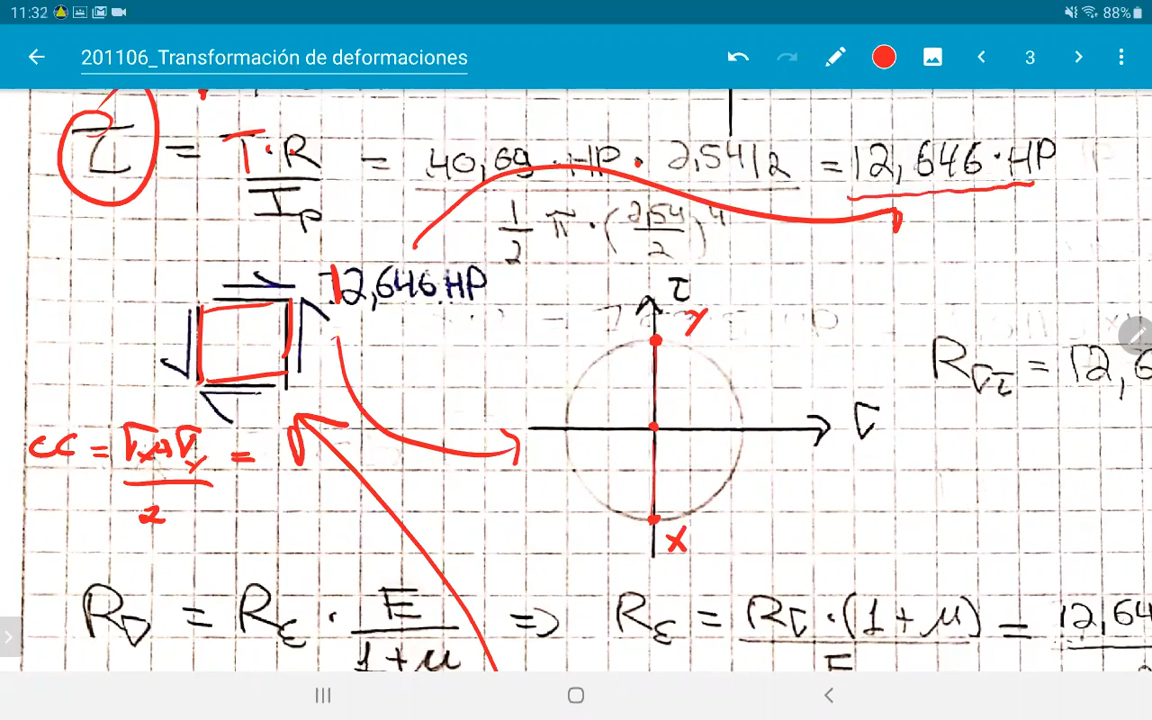 11:32 88%
201106_Transformación de deformaciones 3
τ = T·R / Ip = 40,69·HP·2,54/2 / 1/2 π·(2,54/2)^4 = 12,646·HP
12,646·HP
τ
y
σ
Rστ = 12,6
CC = σx+σy / 2 =
x
Rσ = Rε · E / 1+μ => Rε = Rσ·(1+μ) / E = 12,64